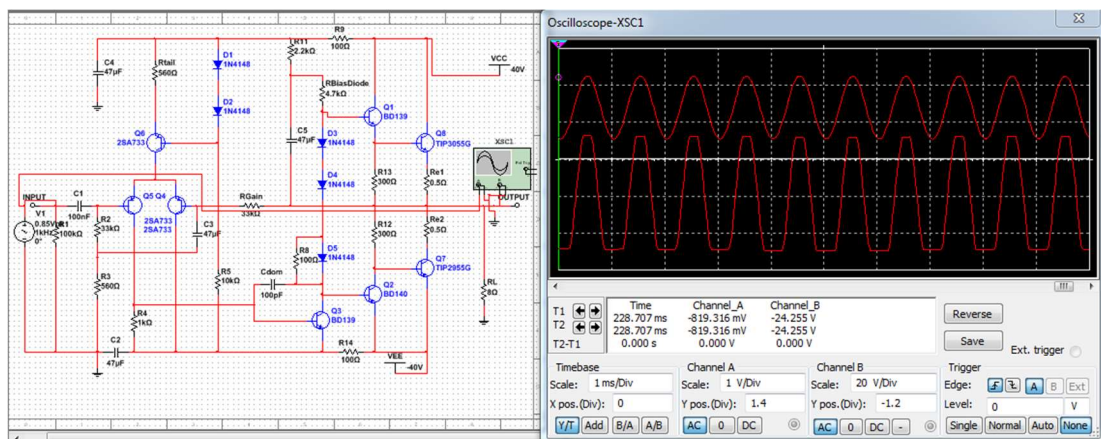 Oscilloscope-XSC1
D1
1N4148
R11
2.2kΩ
R9
100Ω
C4
47µF
Rtail
560Ω
VCC
40V
D2
1N4148
RBiasDiode
4.7kΩ
Q1
BD139
Q6
2SA733
C5
47µF
D3
1N4148
Q8
TIP3055G
XSC1
D4
1N4148
R13
300Ω
Re1
0.5Ω
INPUT
C1
100nF
Q5 Q4
RGain
33kΩ
OUTPUT
V1
0.85V
1kHz
0°
R1
100kΩ
R2
33kΩ
2SA733
2SA733
C3
47µF
R12
300Ω
Re2
0.5Ω
R8
100Ω
D5
1N4148
Q7
TIP2955G
R3
560Ω
R5
10kΩ
Cdom
100pF
Q2
BD140
RL
8Ω
R4
1kΩ
Q3
BD139
C2
47µF
R14
100Ω
VEE
-40V
Time Channel_A Channel_B
T1 228.707 ms -819.316 mV -24.255 V
T2 228.707 ms -819.316 mV -24.255 V
T2-T1 0.000 s 0.000 V 0.000 V
Reverse
Save
Ext. trigger
Timebase Channel A Channel B Trigger
Scale: 1 ms/Div Scale: 1 V/Div Scale: 20 V/Div Edge: A B Ext
X pos.(Div): 0 Y pos.(Div): 1.4 Y pos.(Div): -1.2 Level: 0 V
Y/T Add B/A A/B AC 0 DC AC 0 DC - Single Normal Auto None